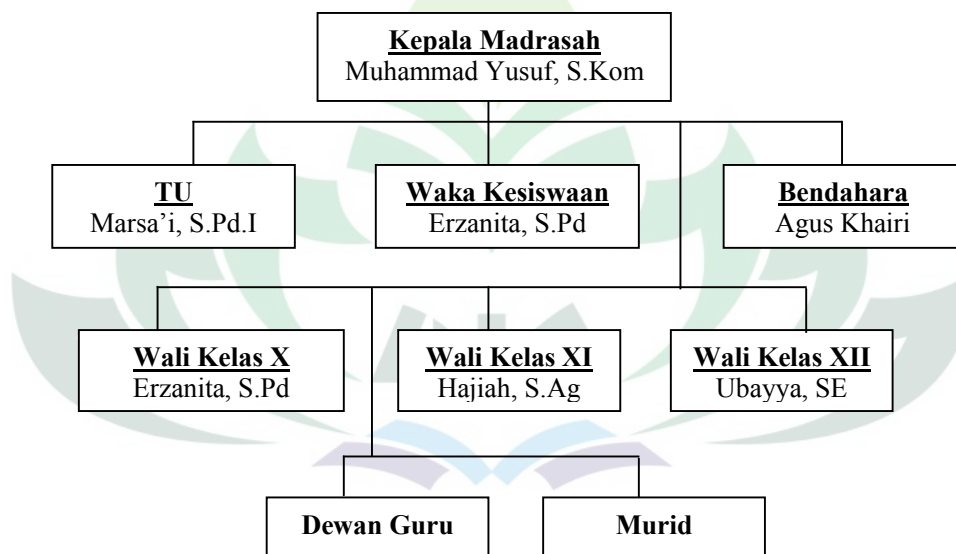 Kepala Madrasah
Muhammad Yusuf, S.Kom
TU
Marsa’i, S.Pd.I
Waka Kesiswaan
Erzanita, S.Pd
Bendahara
Agus Khairi
Wali Kelas X
Erzanita, S.Pd
Wali Kelas XI
Hajiah, S.Ag
Wali Kelas XII
Ubayya, SE
Dewan Guru
Murid